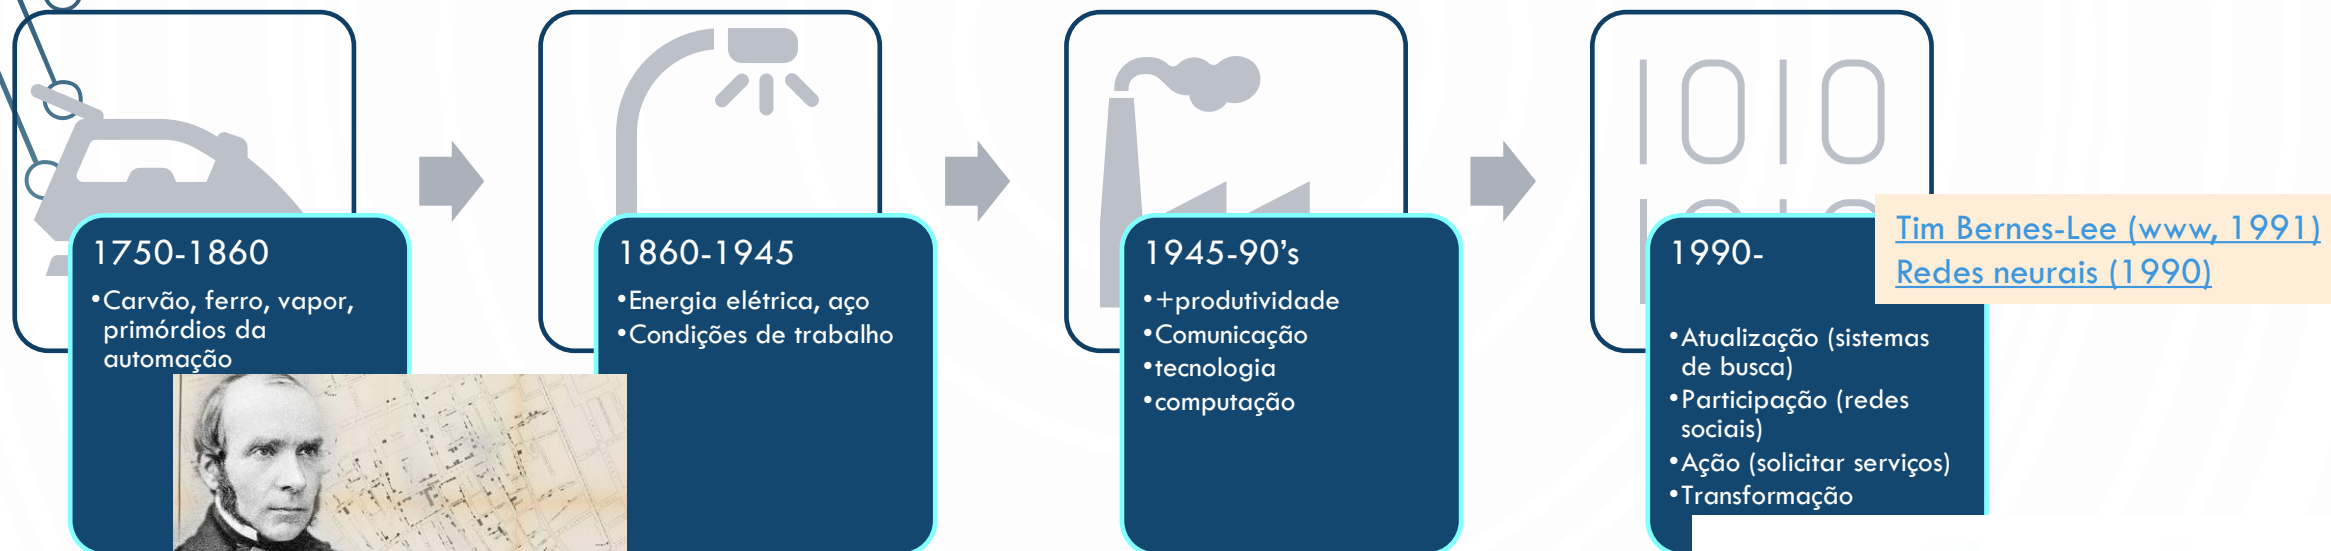 1750-1860
•Carvão, ferro, vapor,
primórdios da
automação
1860-1945
•Energia elétrica, aço
•Condições de trabalho
1945-90’s
•+produtividade
•Comunicação
•tecnologia
•computação
1990-
Tim Bernes-Lee (www, 1991)
Redes neurais (1990)
•Atualização (sistemas
de busca)
•Participação (redes
sociais)
•Ação (solicitar serviços)
•Transformação